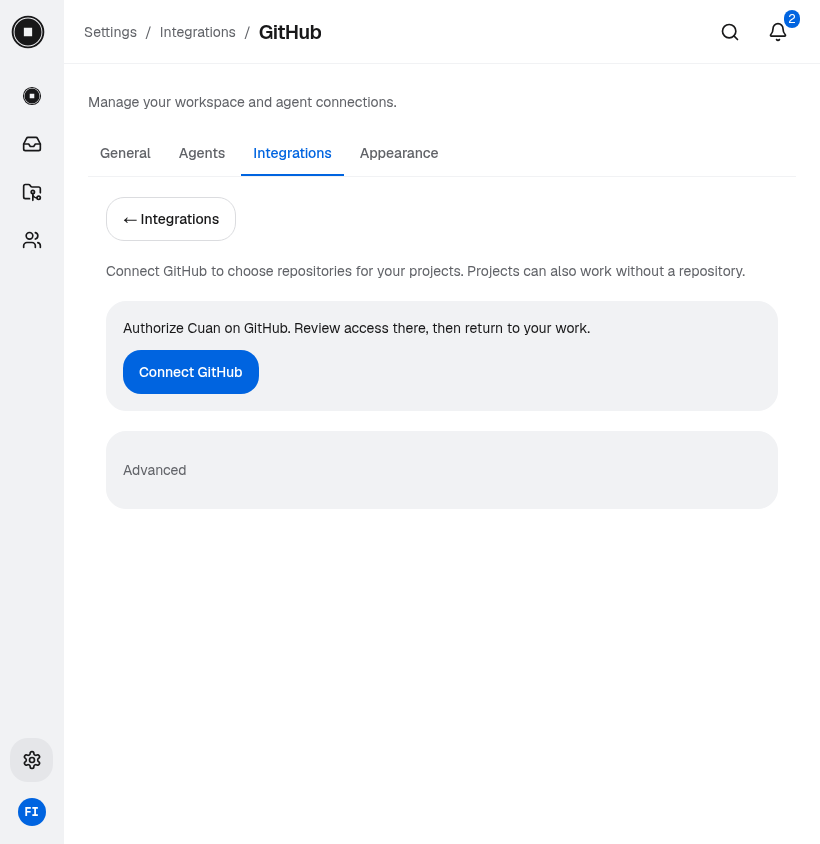 Settings / Integrations / GitHub
2
Manage your workspace and agent connections.
General Agents Integrations Appearance
← Integrations
Connect GitHub to choose repositories for your projects. Projects can also work without a repository.
Authorize Cuan on GitHub. Review access there, then return to your work.
Connect GitHub
Advanced
FI